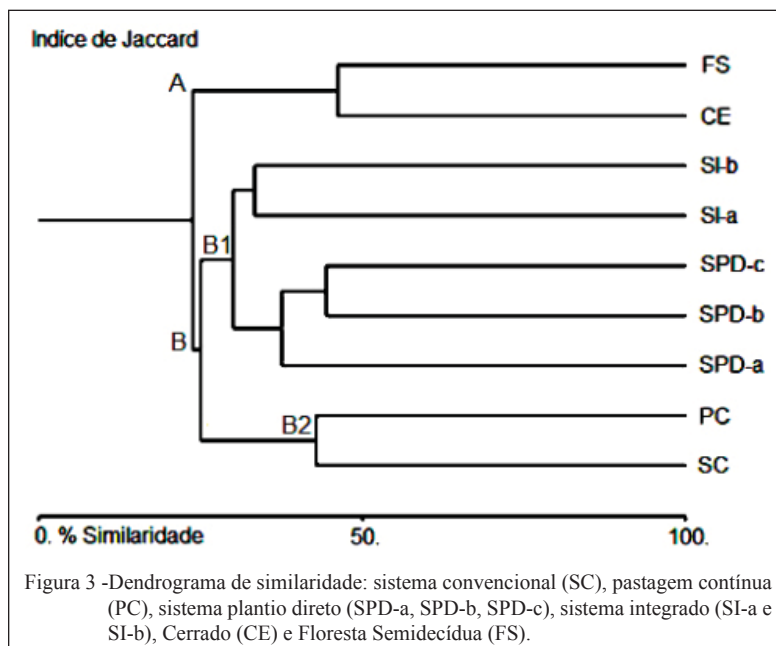 Indíce de Jaccard
A
FS
CE
SI-b
SI-a
B1
SPD-c
SPD-b
B
SPD-a
B2
PC
SC
0. % Similaridade 50. 100.
Figura 3 -Dendrograma de similaridade: sistema convencional (SC), pastagem contínua
(PC), sistema plantio direto (SPD-a, SPD-b, SPD-c), sistema integrado (SI-a e
SI-b), Cerrado (CE) e Floresta Semidecídua (FS).